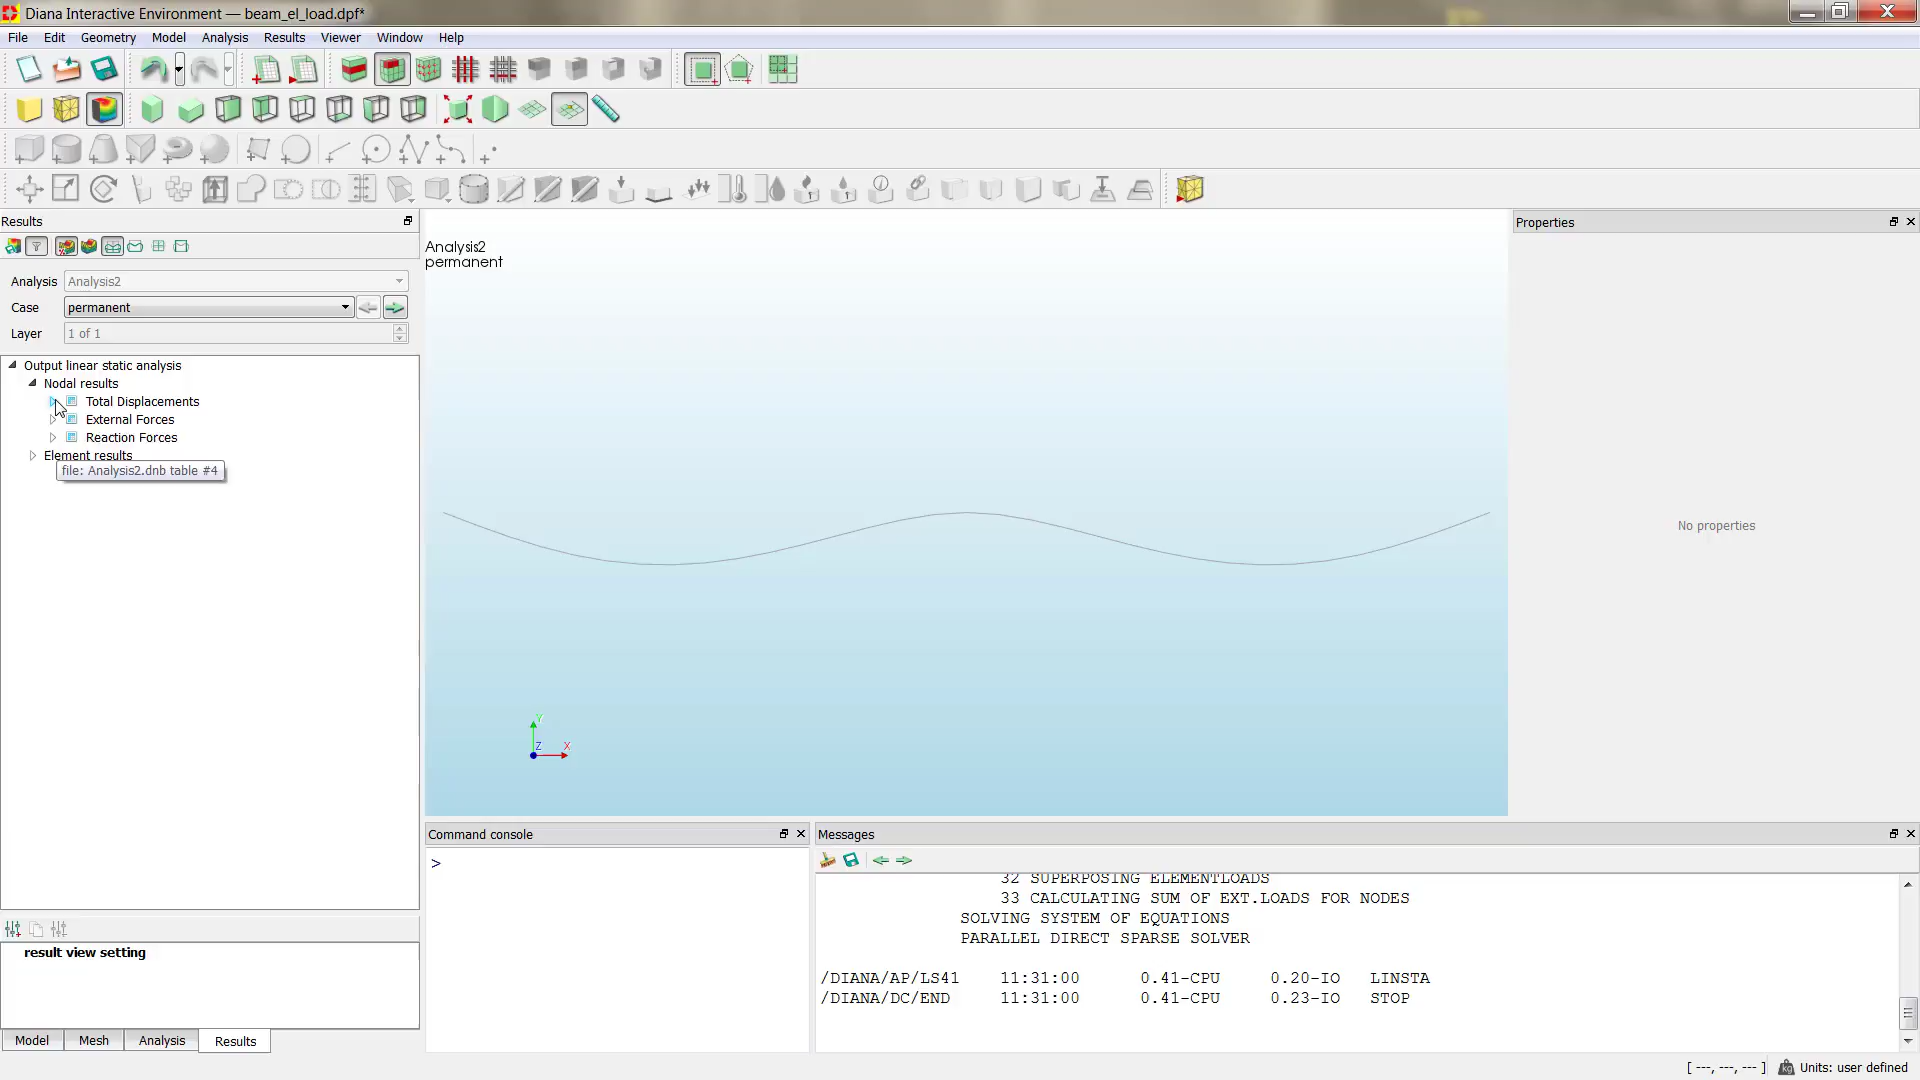 Diana Interactive Environment — beam_el_load.dpf*
File Edit Geometry Model Analysis Results Viewer Window Help
Results
Analysis Analysis2
Case permanent
Layer 1 of 1
Output linear static analysis
Nodal results
Total Displacements
External Forces
Reaction Forces
Element results
file: Analysis2.dnb table #4
result view setting
Model Mesh Analysis Results
Analysis2
permanent
Y
Z X
Properties
No properties
Command console
>
Messages
32 SUPERPOSING ELEMENTLOADS
33 CALCULATING SUM OF EXT.LOADS FOR NODES
SOLVING SYSTEM OF EQUATIONS
PARALLEL DIRECT SPARSE SOLVER
/DIANA/AP/LS41 11:31:00 0.41-CPU 0.20-IO LINSTA
/DIANA/DC/END 11:31:00 0.41-CPU 0.23-IO STOP
[ ---, ---, --- ] kg Units: user defined